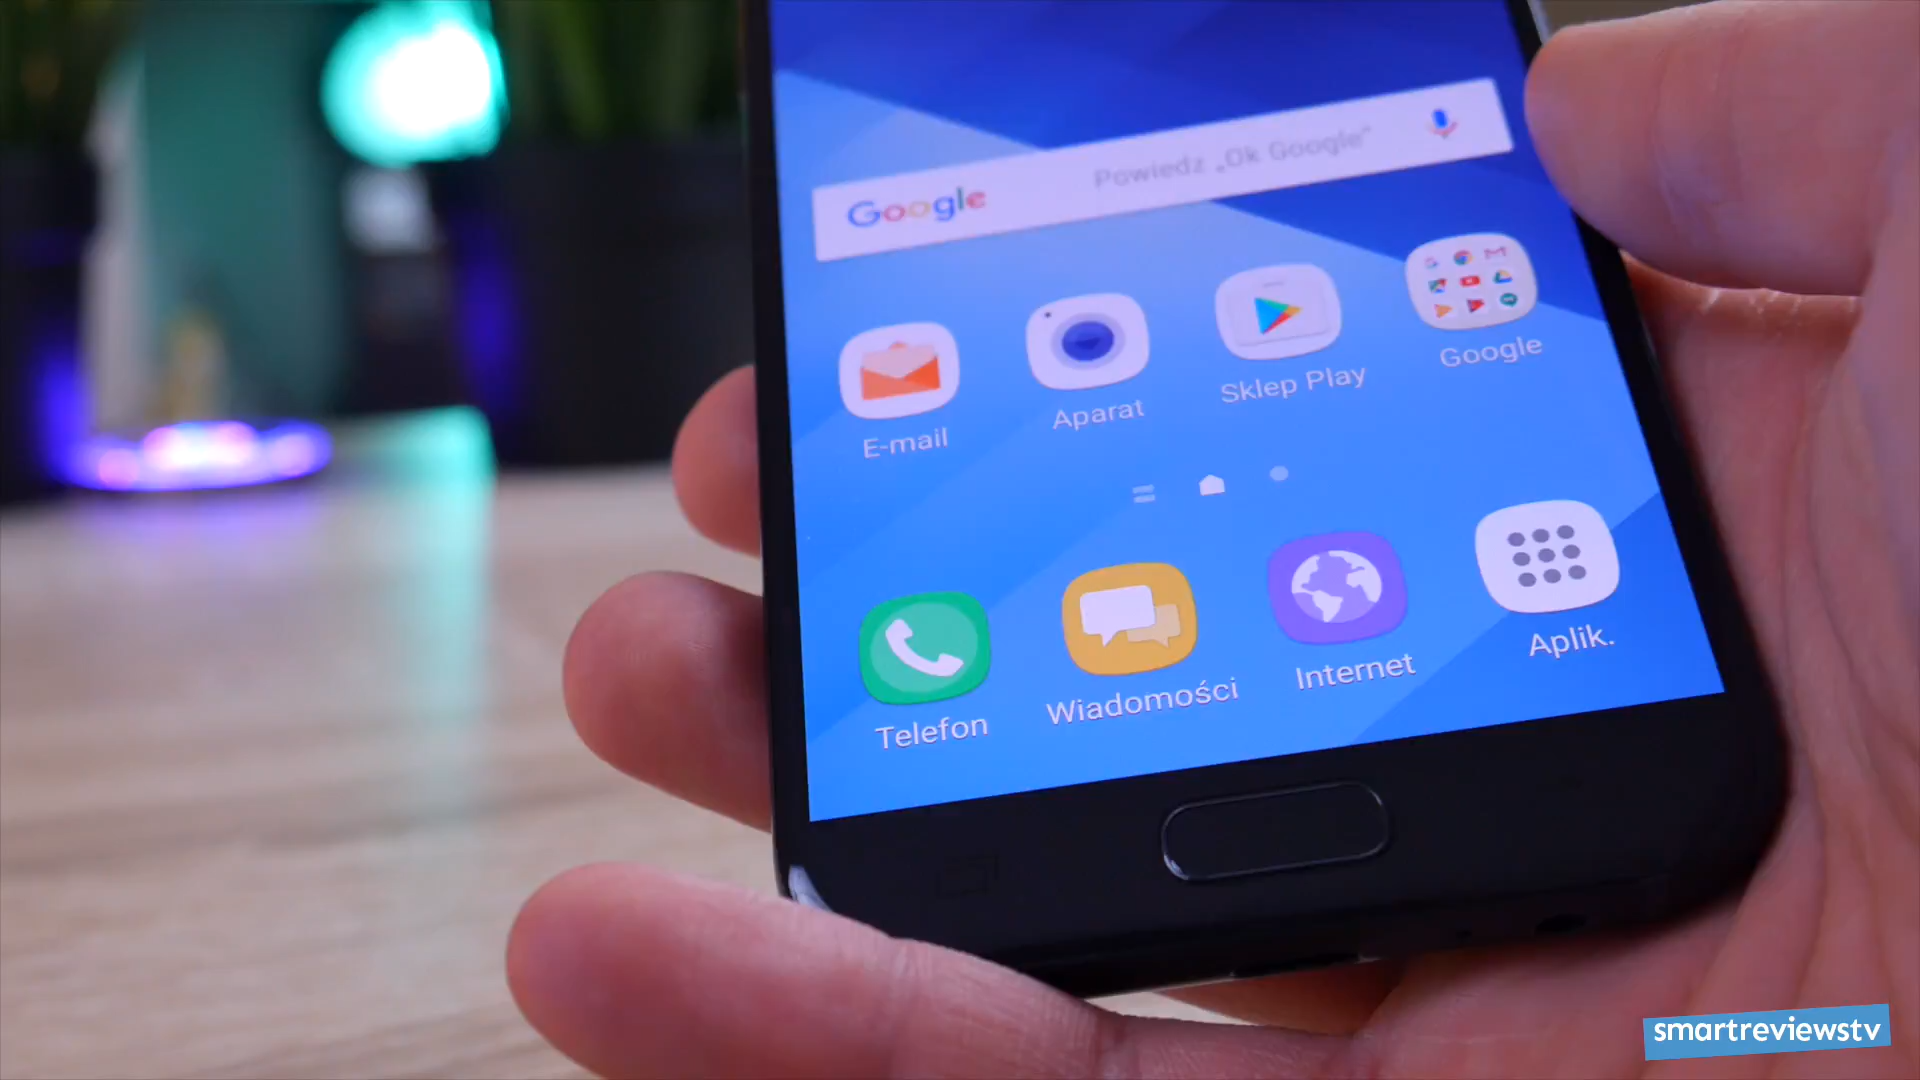 Google
Powiedz „Ok Google”
E-mail
Aparat
Sklep Play
Google
Telefon
Wiadomości
Internet
Aplik.
smartreviewstv